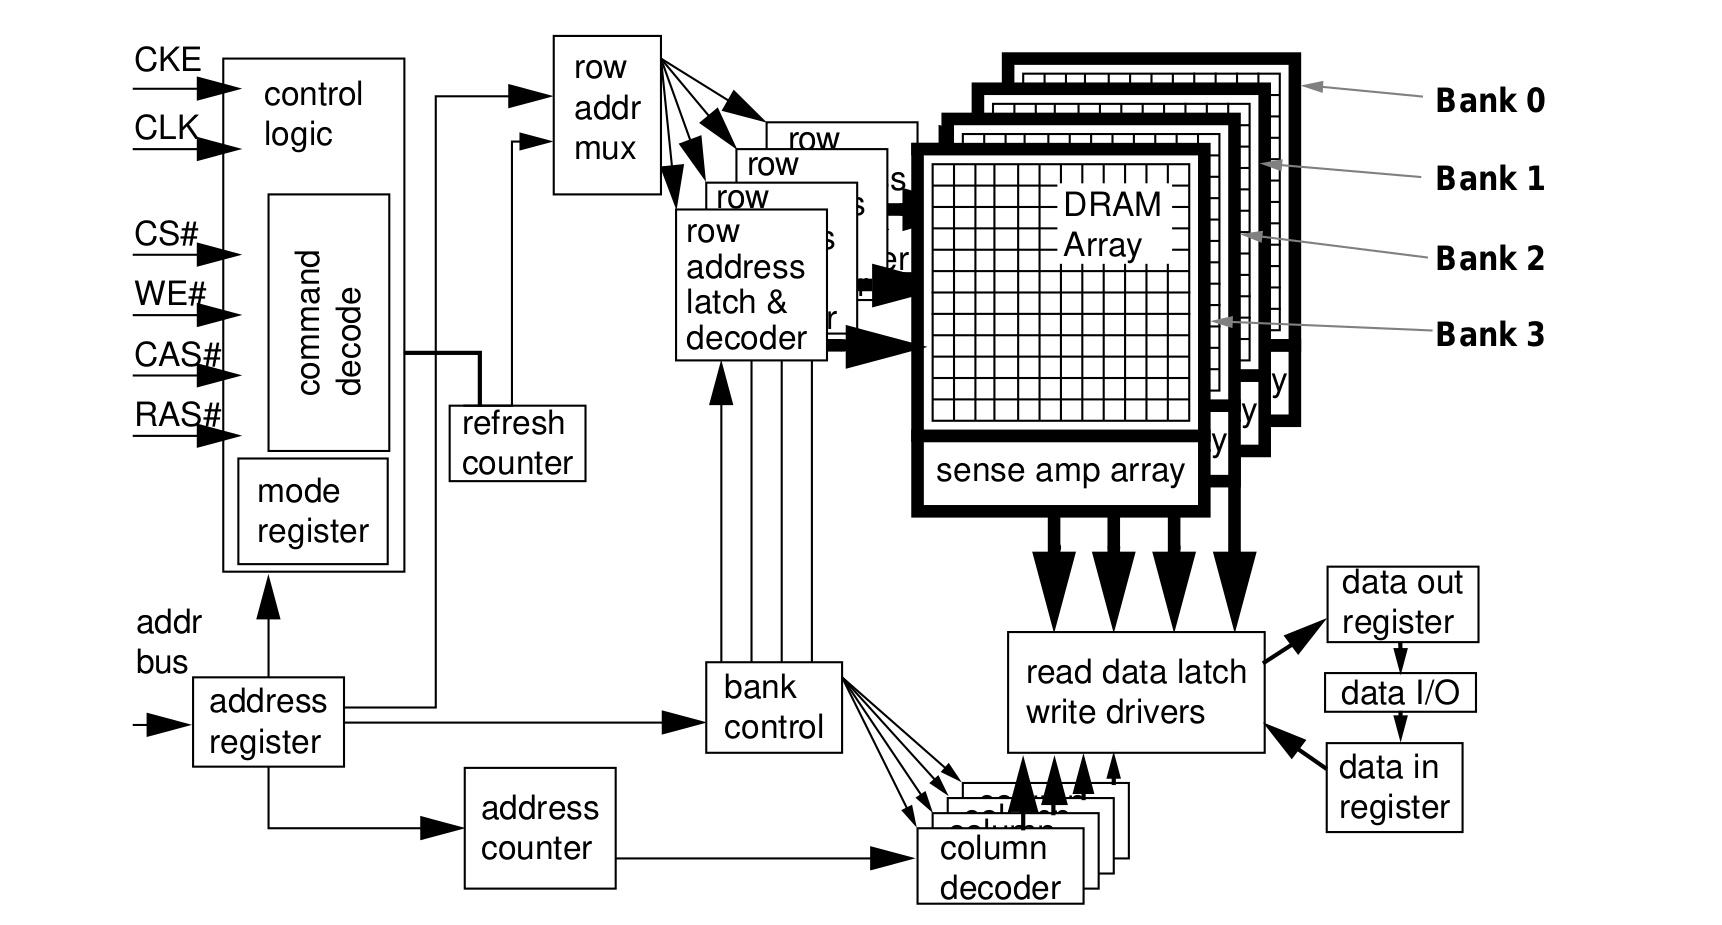 CKE
CLK
CS#
WE#
CAS#
RAS#
control
logic
command
decode
mode
register
addr
bus
address
register
refresh
counter
row
addr
mux
row
row
row
row
address
latch &
decoder
DRAM
Array
sense amp array
Bank 0
Bank 1
Bank 2
Bank 3
bank
control
address
counter
column
decoder
read data latch
write drivers
data out
register
data I/O
data in
register